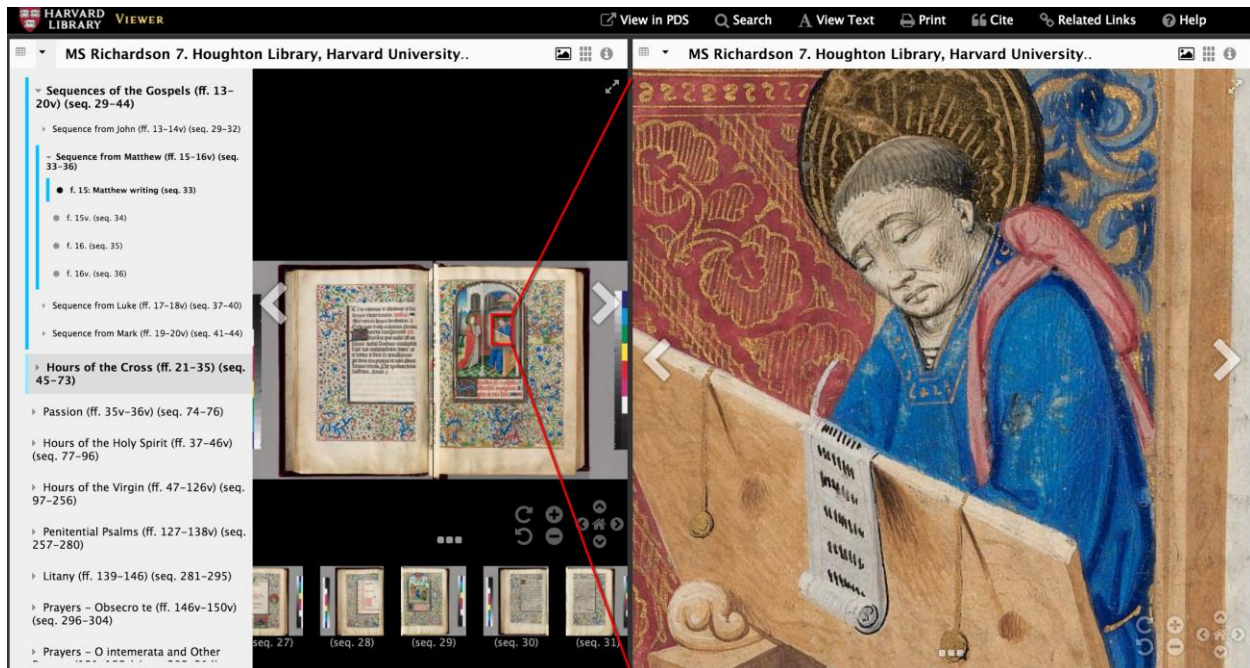 HARVARD
LIBRARY VIEWER
View in PDS
Search
View Text
Print
Cite
Related Links
Help
MS Richardson 7. Houghton Library, Harvard University..
Sequences of the Gospels (ff. 13-
20v) (seq. 29-44)
Sequence from John (ff. 13-14v) (seq. 29-32)
Sequence from Matthew (ff. 15-16v) (seq.
33-36)
f. 15: Matthew writing (seq. 33)
f. 15v. (seq. 34)
f. 16. (seq. 35)
f. 16v. (seq. 36)
Sequence from Luke (ff. 17-18v) (seq. 37-40)
Sequence from Mark (ff. 19-20v) (seq. 41-44)
Hours of the Cross (ff. 21-35) (seq.
45-73)
Passion (ff. 35v-36v) (seq. 74-76)
Hours of the Holy Spirit (ff. 37-46v)
(seq. 77-96)
Hours of the Virgin (ff. 47-126v) (seq.
97-256)
Penitential Psalms (ff. 127-138v) (seq.
257-280)
Litany (ff. 139-146) (seq. 281-295)
Prayers - Obsecro te (ff. 146v-150v)
(seq. 296-304)
Prayers - O intemerata and Other
(seq. 27)
(seq. 28)
(seq. 29)
(seq. 30)
(seq. 31)
MS Richardson 7. Houghton Library, Harvard University..